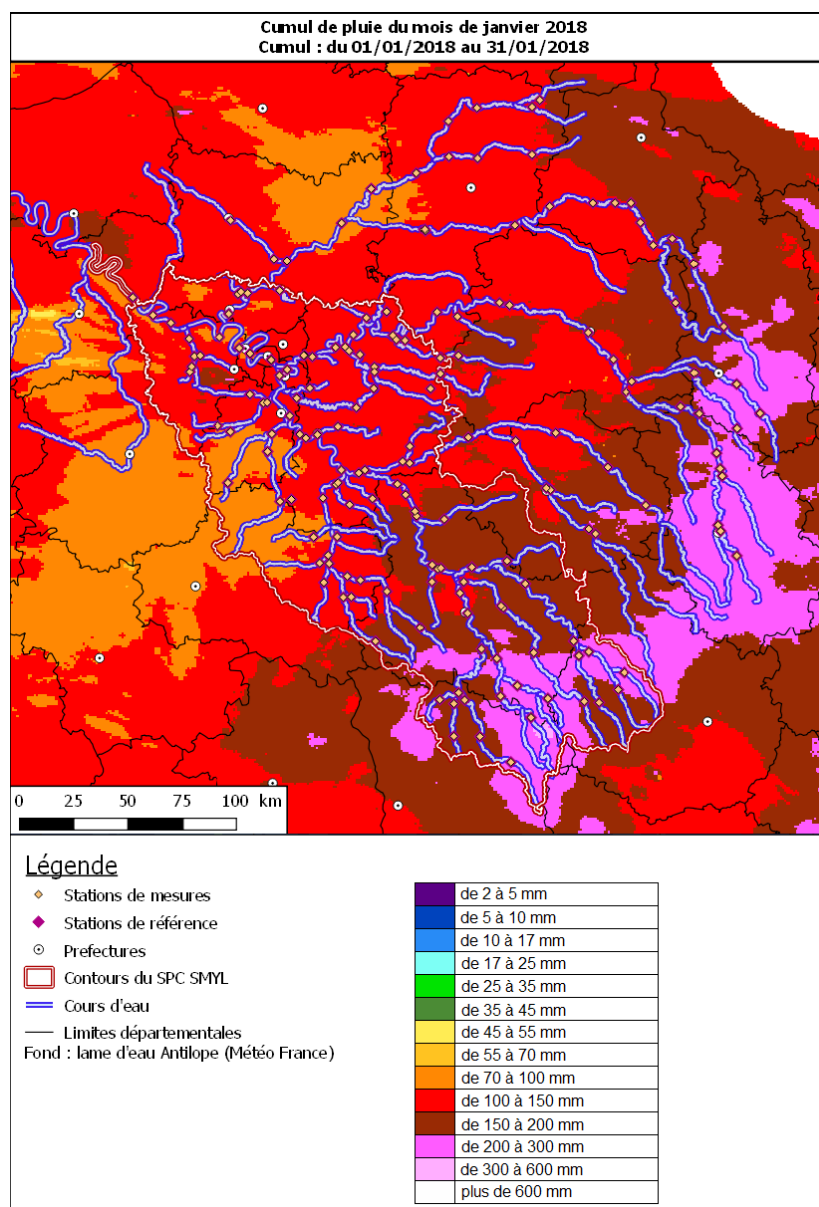 Cumul de pluie du mois de janvier 2018
Cumul : du 01/01/2018 au 31/01/2018
0 25 50 75 100 km
Légende
Stations de mesures
Stations de référence
Prefectures
Contours du SPC SMYL
Cours d'eau
Limites départementales
Fond : lame d'eau Antilope (Météo France)
de 2 à 5 mm
de 5 à 10 mm
de 10 à 17 mm
de 17 à 25 mm
de 25 à 35 mm
de 35 à 45 mm
de 45 à 55 mm
de 55 à 70 mm
de 70 à 100 mm
de 100 à 150 mm
de 150 à 200 mm
de 200 à 300 mm
de 300 à 600 mm
plus de 600 mm